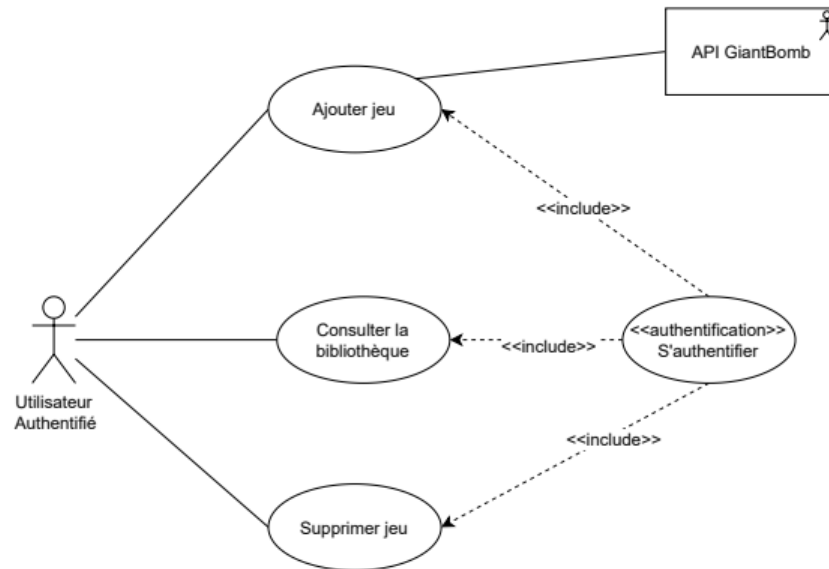 API GiantBomb
Ajouter jeu
<<include>>
Consulter la
bibliothèque
<<include>>
<<authentification>>
S'authentifier
Utilisateur
Authentifié
<<include>>
Supprimer jeu